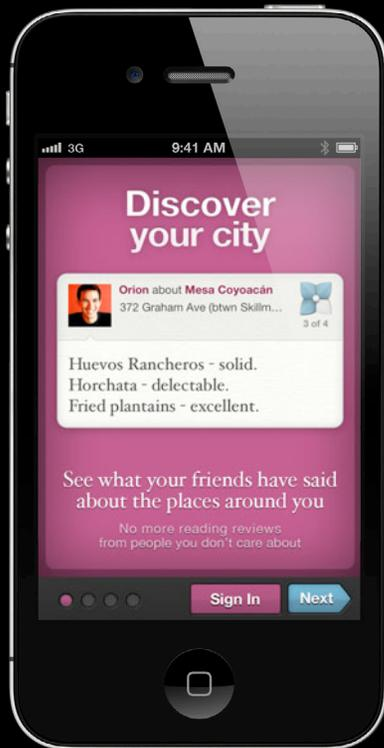 3G 9:41 AM
Discover
your city
Orion about Mesa Coyoacán
372 Graham Ave (btwn Skillm...
3 of 4
Huevos Rancheros - solid.
Horchata - delectable.
Fried plantains - excellent.
See what your friends have said
about the places around you
No more reading reviews
from people you don't care about
Sign In Next